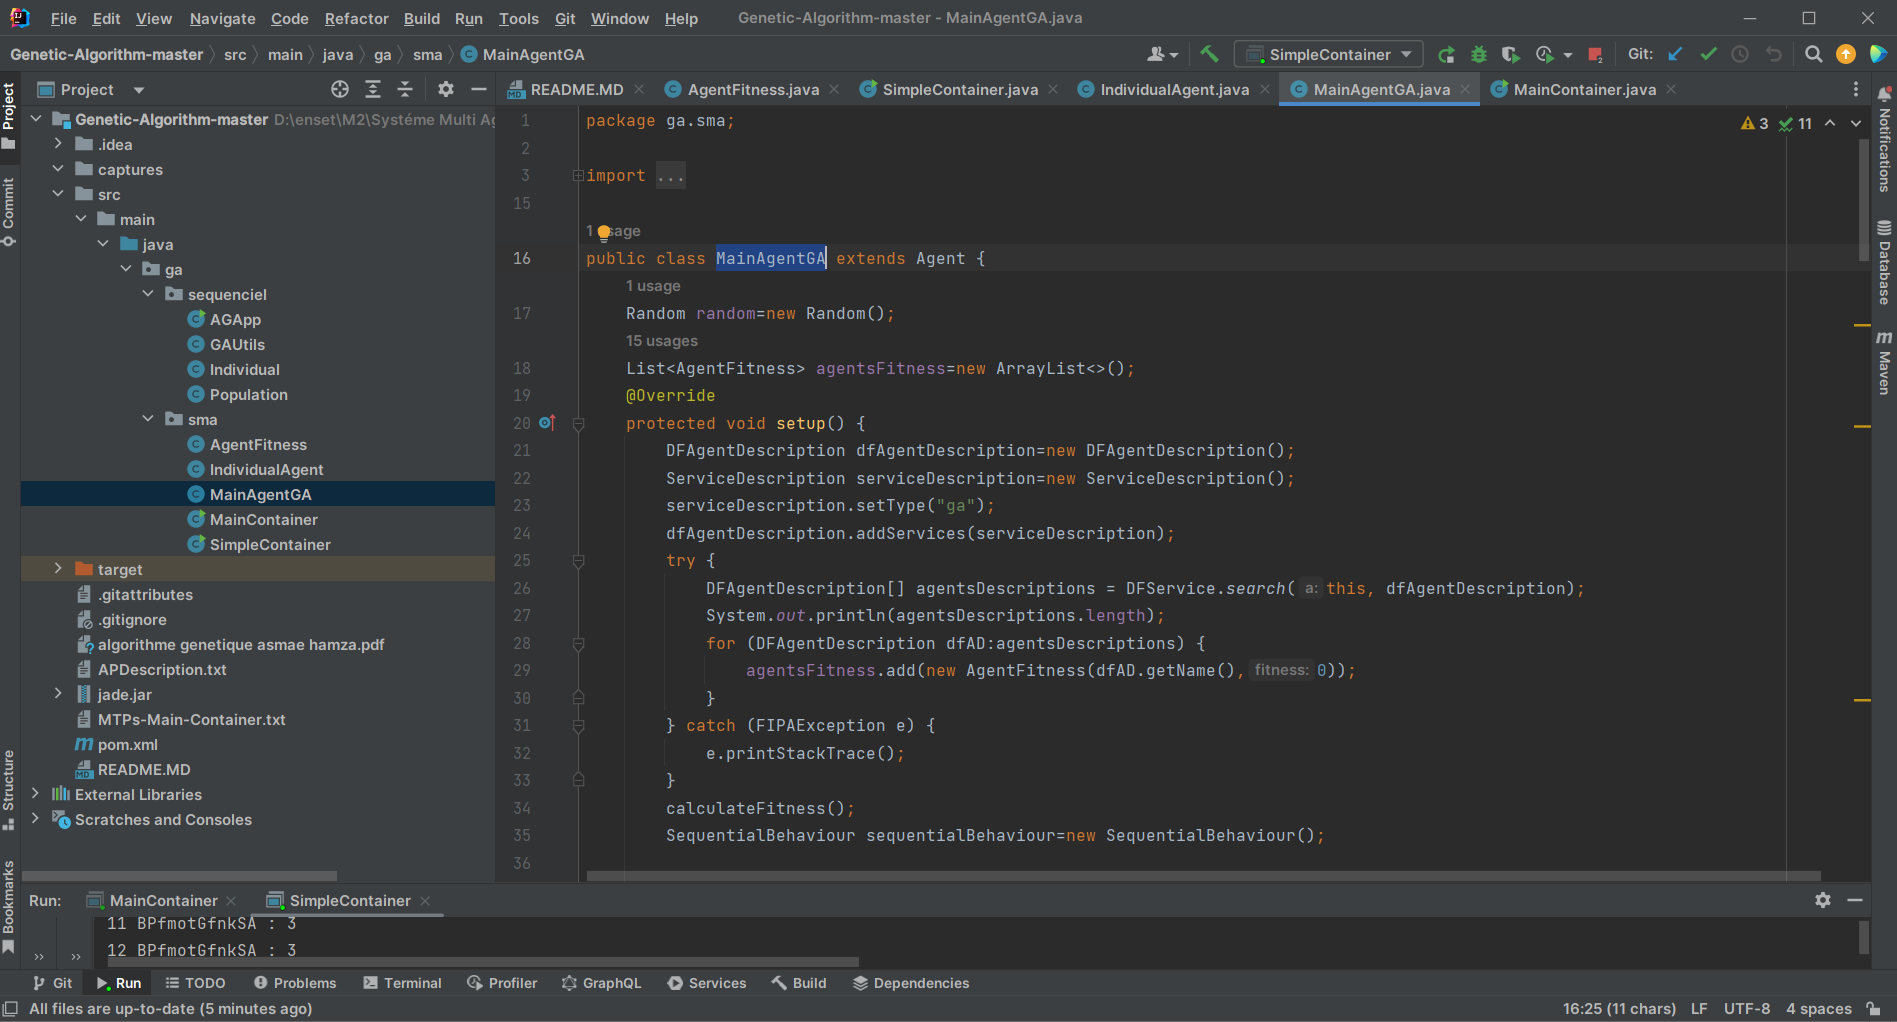 File Edit View Navigate Code Refactor Build Run Tools Git Window Help Genetic-Algorithm-master - MainAgentGA.java
Genetic-Algorithm-master src main java ga sma MainAgentGA SimpleContainer Git:
Project
README.MD AgentFitness.java SimpleContainer.java IndividualAgent.java MainAgentGA.java MainContainer.java
Project
Commit
Structure
Bookmarks
Genetic-Algorithm-master D:\enset\M2\Systéme Multi Ag
.idea
captures
src
main
java
ga
sequenciel
AGApp
GAUtils
Individual
Population
sma
AgentFitness
IndividualAgent
MainAgentGA
MainContainer
SimpleContainer
target
.gitattributes
.gitignore
algorithme genetique asmae hamza.pdf
APDescription.txt
jade.jar
MTPs-Main-Container.txt
pom.xml
README.MD
External Libraries
Scratches and Consoles
3 11
1 package ga.sma;
2
3 import ...
15
1 usage
16 public class MainAgentGA extends Agent {
1 usage
17 Random random=new Random();
15 usages
18 List<AgentFitness> agentsFitness=new ArrayList<>();
19 @Override
20 protected void setup() {
21 DFAgentDescription dfAgentDescription=new DFAgentDescription();
22 ServiceDescription serviceDescription=new ServiceDescription();
23 serviceDescription.setType("ga");
24 dfAgentDescription.addServices(serviceDescription);
25 try {
26 DFAgentDescription[] agentsDescriptions = DFService.search( a: this, dfAgentDescription);
27 System.out.println(agentsDescriptions.length);
28 for (DFAgentDescription dfAD:agentsDescriptions) {
29 agentsFitness.add(new AgentFitness(dfAD.getName(), fitness: 0));
30 }
31 } catch (FIPAException e) {
32 e.printStackTrace();
33 }
34 calculateFitness();
35 SequentialBehaviour sequentialBehaviour=new SequentialBehaviour();
36
Notifications
Database
Maven
Run: MainContainer SimpleContainer
11 BPfmotGfnkSA : 3
12 BPfmotGfnkSA : 3
Git Run TODO Problems Terminal Profiler GraphQL Services Build Dependencies
All files are up-to-date (5 minutes ago) 16:25 (11 chars) LF UTF-8 4 spaces